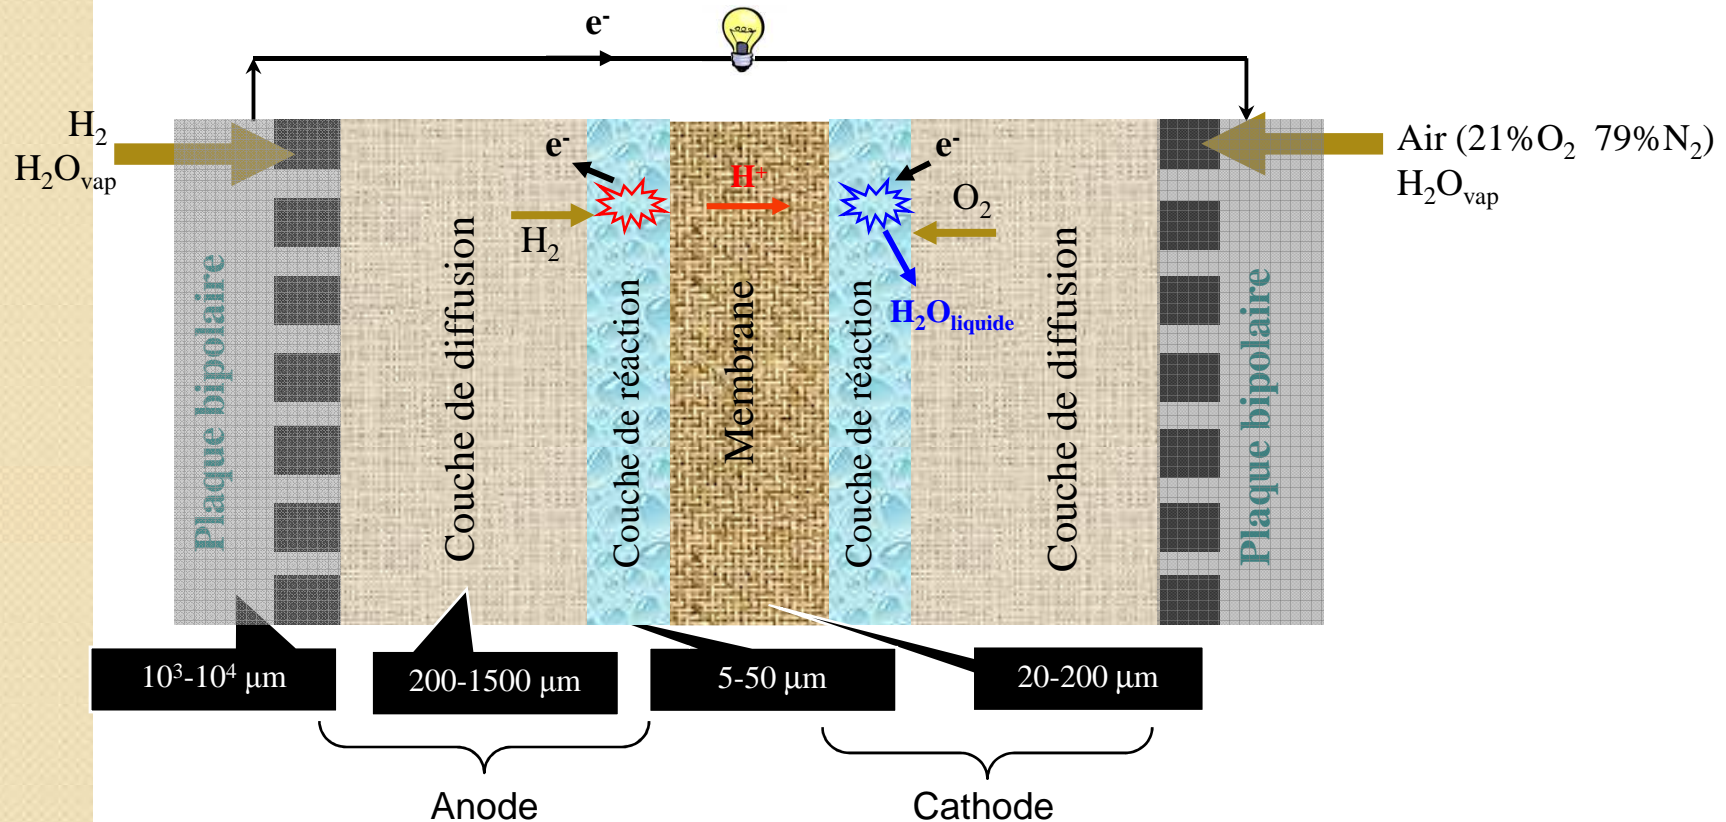 e⁻
H₂
H₂Oᵥₐₚ
Air (21%O₂ 79%N₂)
H₂Oᵥₐₚ
e⁻
H⁺
e⁻
H₂
O₂
H₂O liquide
Plaque bipolaire
Couche de diffusion
Couche de réaction
Membrane
Couche de réaction
Couche de diffusion
Plaque bipolaire
10³-10⁴ µm
200-1500 µm
5-50 µm
20-200 µm
Anode
Cathode